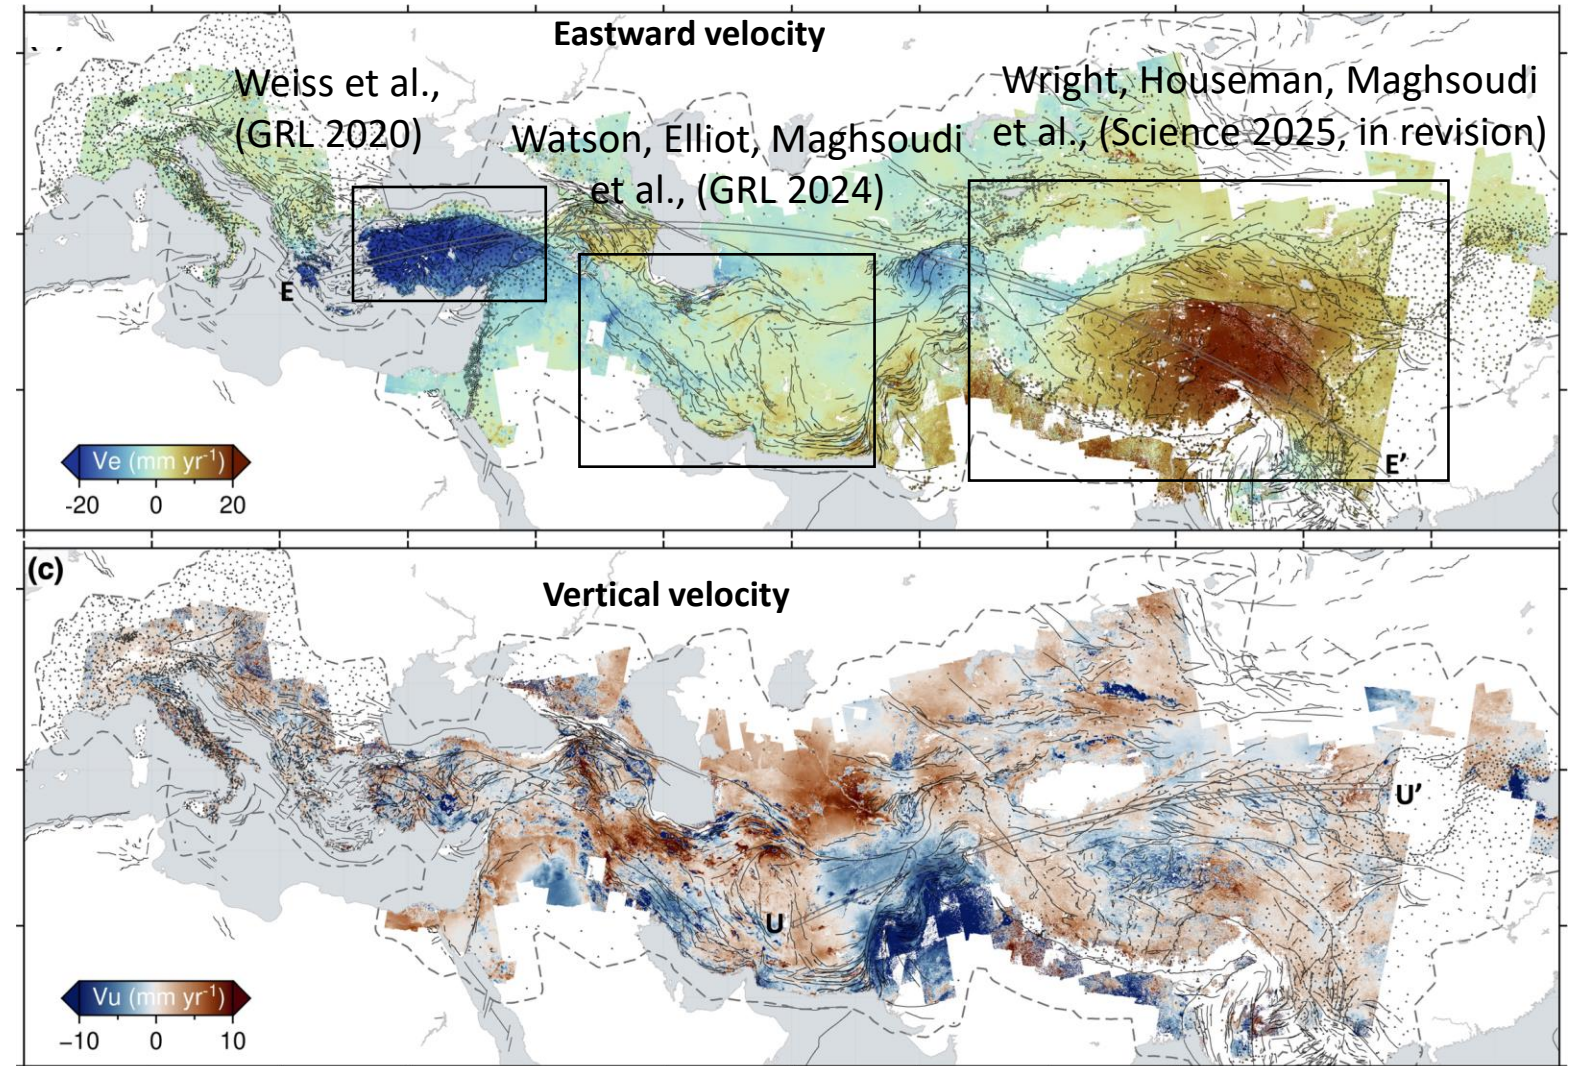 Eastward velocity
Weiss et al.,
(GRL 2020)
Watson, Elliot, Maghsoudi
et al., (GRL 2024)
Wright, Houseman, Maghsoudi
et al., (Science 2025, in revision)
E
E’
Ve (mm yr⁻¹)
-20 0 20
(c)
Vertical velocity
U’
U
Vu (mm yr⁻¹)
−10 0 10